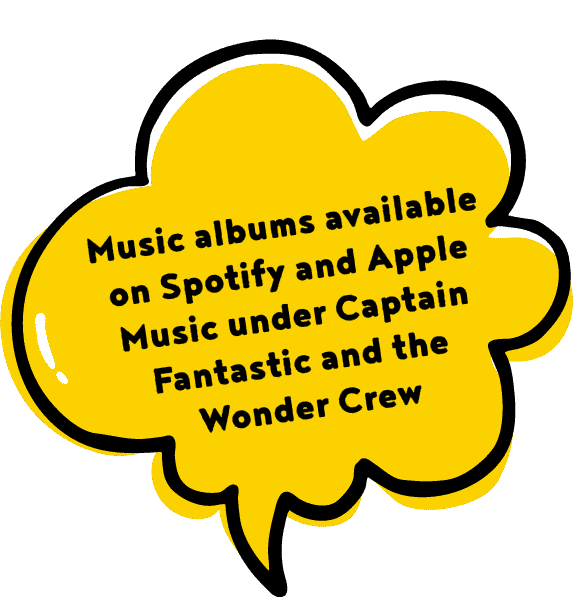 Music albums available
on Spotify and Apple
Music under Captain
Fantastic and the
Wonder Crew